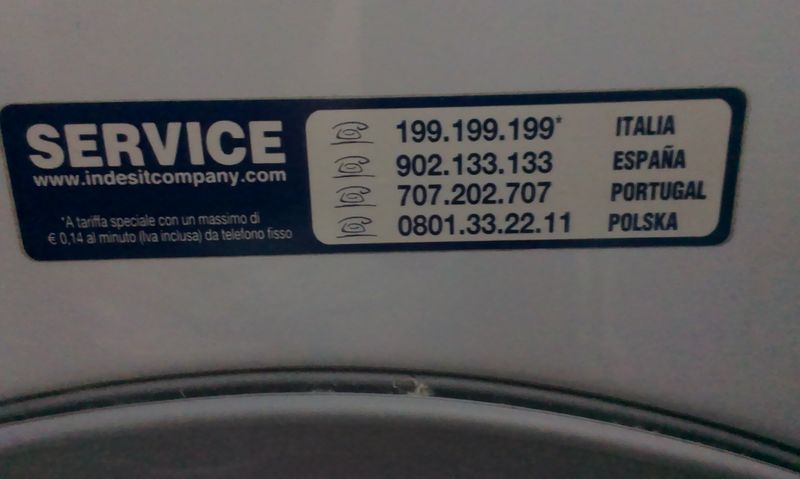 SERVICE
www.indesitcompany.com
*A tariffa speciale con un massimo di
€ 0,14 al minuto (Iva inclusa) da telefono fisso
199.199.199* ITALIA
902.133.133 ESPAÑA
707.202.707 PORTUGAL
0801.33.22.11 POLSKA